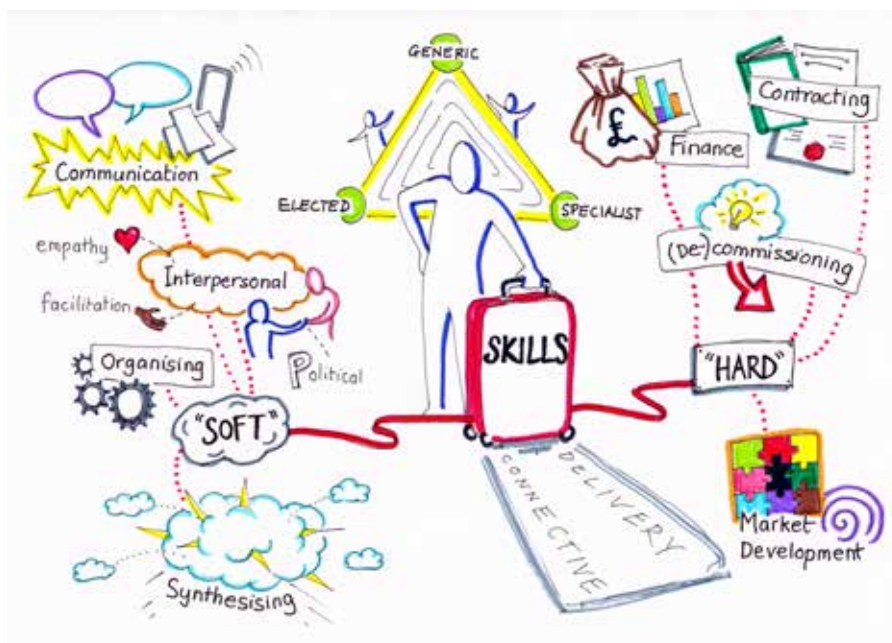 GENERIC
ELECTED
SPECIALIST
Communication
empathy
Interpersonal
facilitation
Political
Organising
"SOFT"
Synthesising
SKILLS
CONNECTIVE
DELIVERY
£
Finance
Contracting
(De-)commissioning
"HARD"
Market
Development